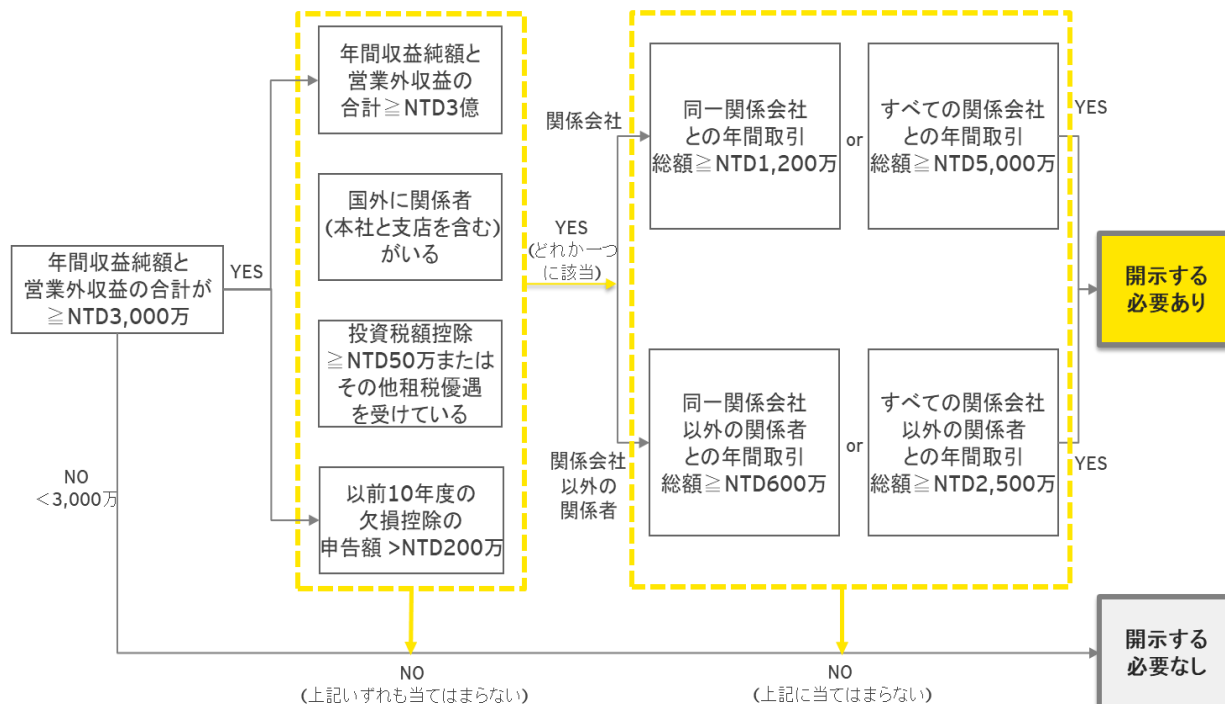 年間収益純額と
営業外収益の合計が
≧NTD3,000万
YES
NO
＜3,000万
年間収益純額と
営業外収益の
合計≧NTD3億
国外に関係者
(本社と支店を含む)
がいる
投資税額控除
≧NTD50万または
その他租税優遇
を受けている
以前10年度の
欠損控除の
申告額 >NTD200万
YES
(どれか一つ
に該当)
関係会社
関係会社
以外の
関係者
同一関係会社
との年間取引
総額≧NTD1,200万
or
すべての関係会社
との年間取引
総額≧NTD5,000万
YES
同一関係会社
以外の関係者
との年間取引
総額≧NTD600万
or
すべての関係会社
以外の関係者
との年間取引
総額≧NTD2,500万
YES
開示する
必要あり
開示する
必要なし
NO
(上記いずれも当てはまらない)
NO
(上記に当てはまらない)